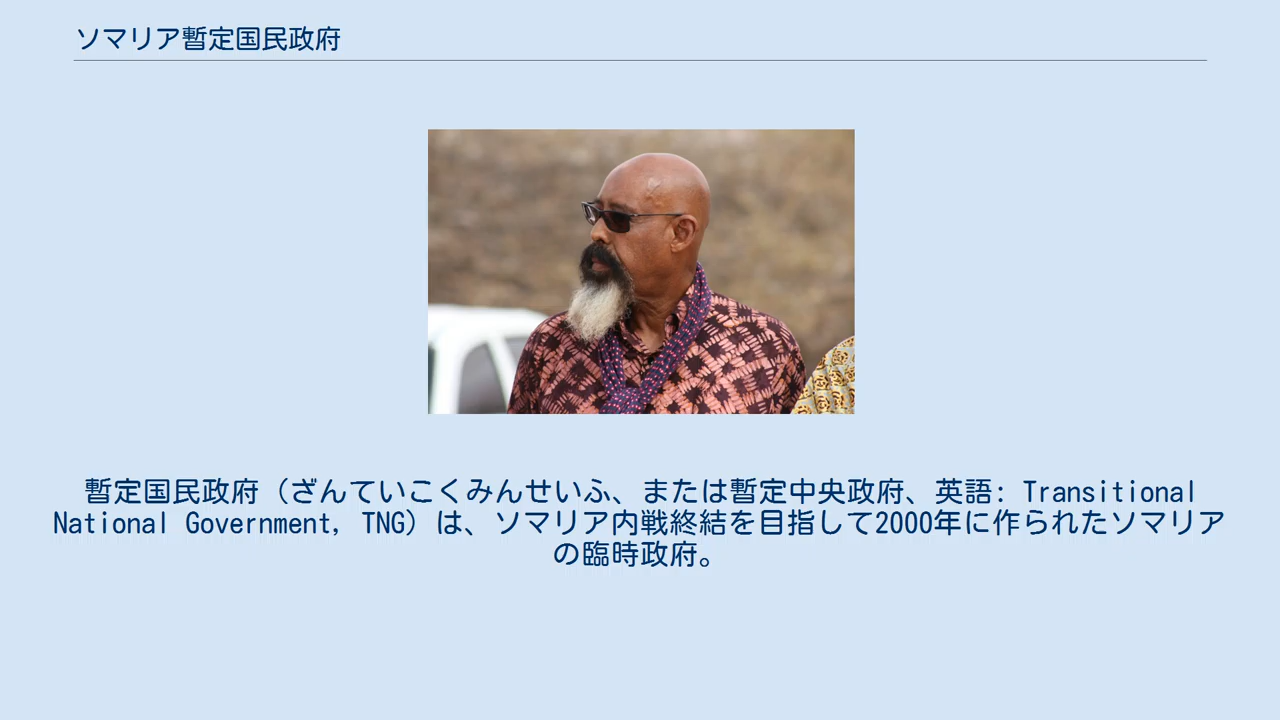 ソマリア暫定国民政府
暫定国民政府（ざんていこくみんせいふ、または暫定中央政府、英語: Transitional
National Government, TNG）は、ソマリア内戦終結を目指して2000年に作られたソマリア
の臨時政府。